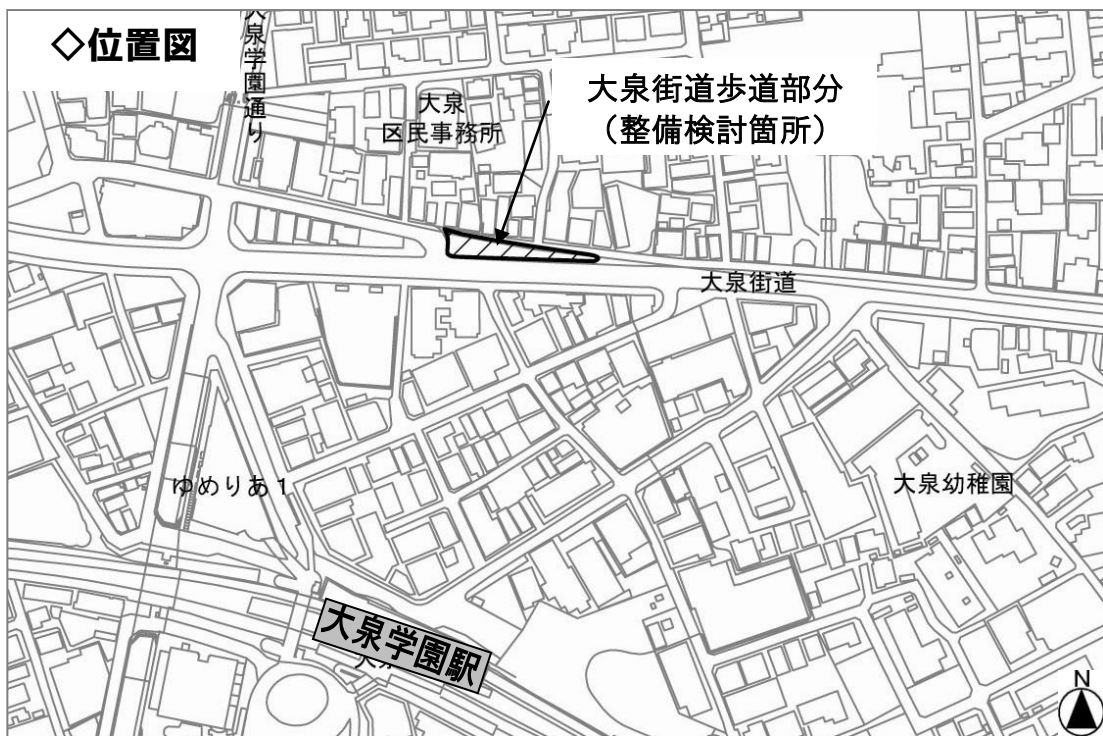 ◇位置図
大泉学園通り
大泉
区民事務所
大泉街道歩道部分
（整備検討箇所）
大泉街道
ゆめりあ1
大泉幼稚園
大泉学園駅
N